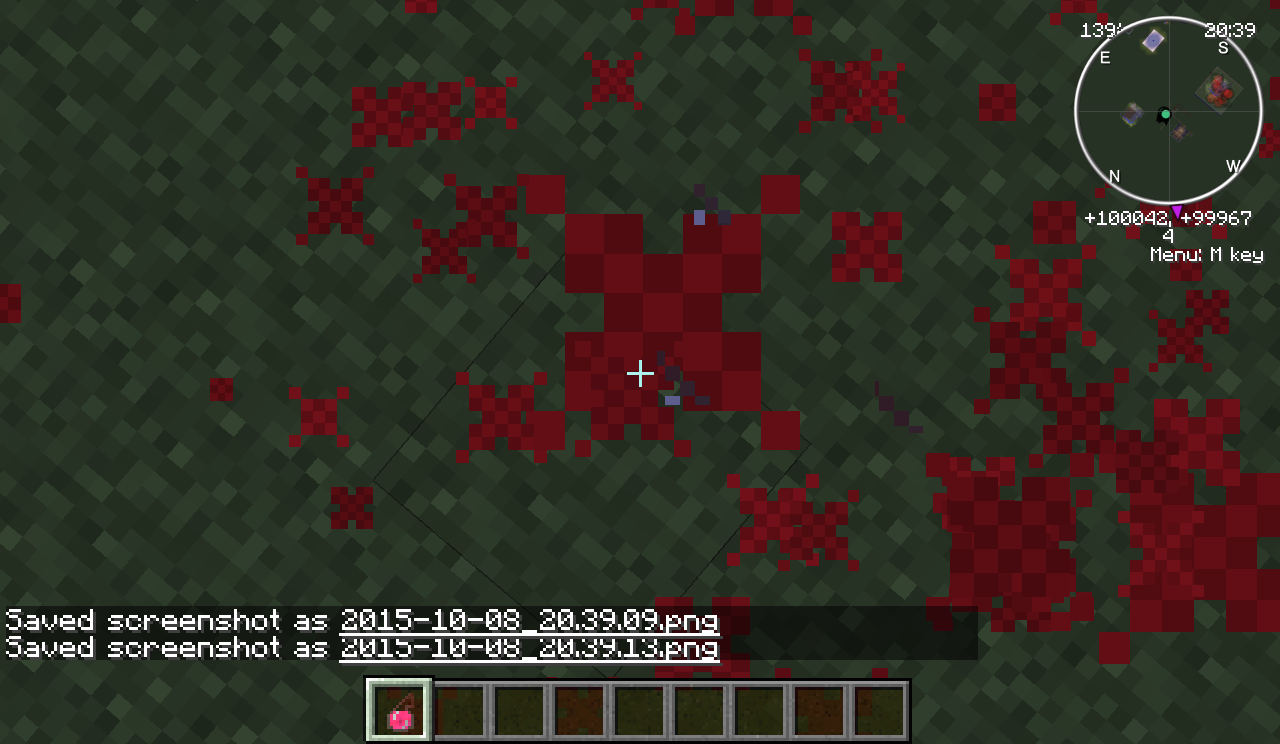 20:39
S
E
N
W
+100042, +99967
4
Menu: M key
Saved screenshot as 2015-10-08_20.39.09.png
Saved screenshot as 2015-10-08_20.39.13.png